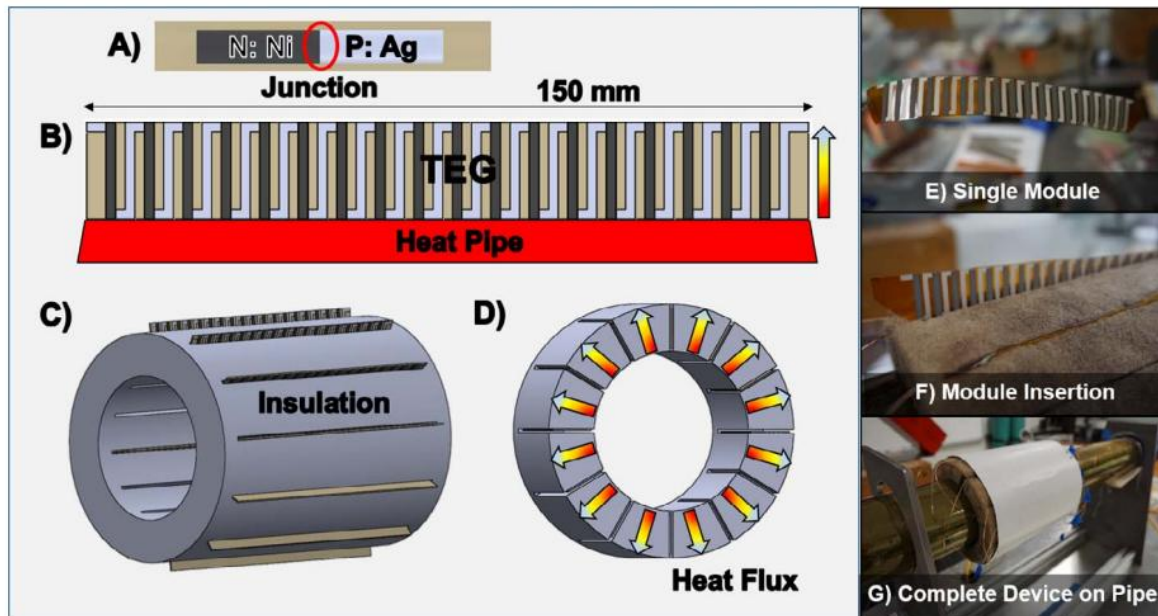 A)
N: Ni
P: Ag
Junction
150 mm
B)
TEG
Heat Pipe
C)
Insulation
D)
Heat Flux
E) Single Module
F) Module Insertion
G) Complete Device on Pipe